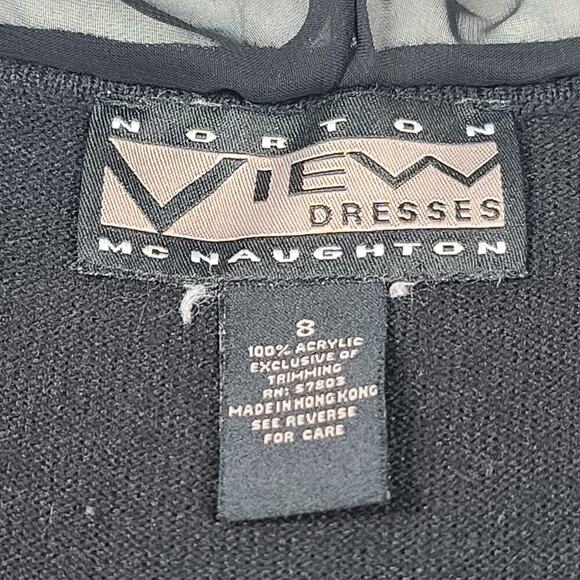 NORTON
VIEW
DRESSES
MCNAUGHTON
8
100% ACRYLIC
EXCLUSIVE OF
TRIMMING
RN: 57803
MADE IN HONG KONG
SEE REVERSE
FOR CARE